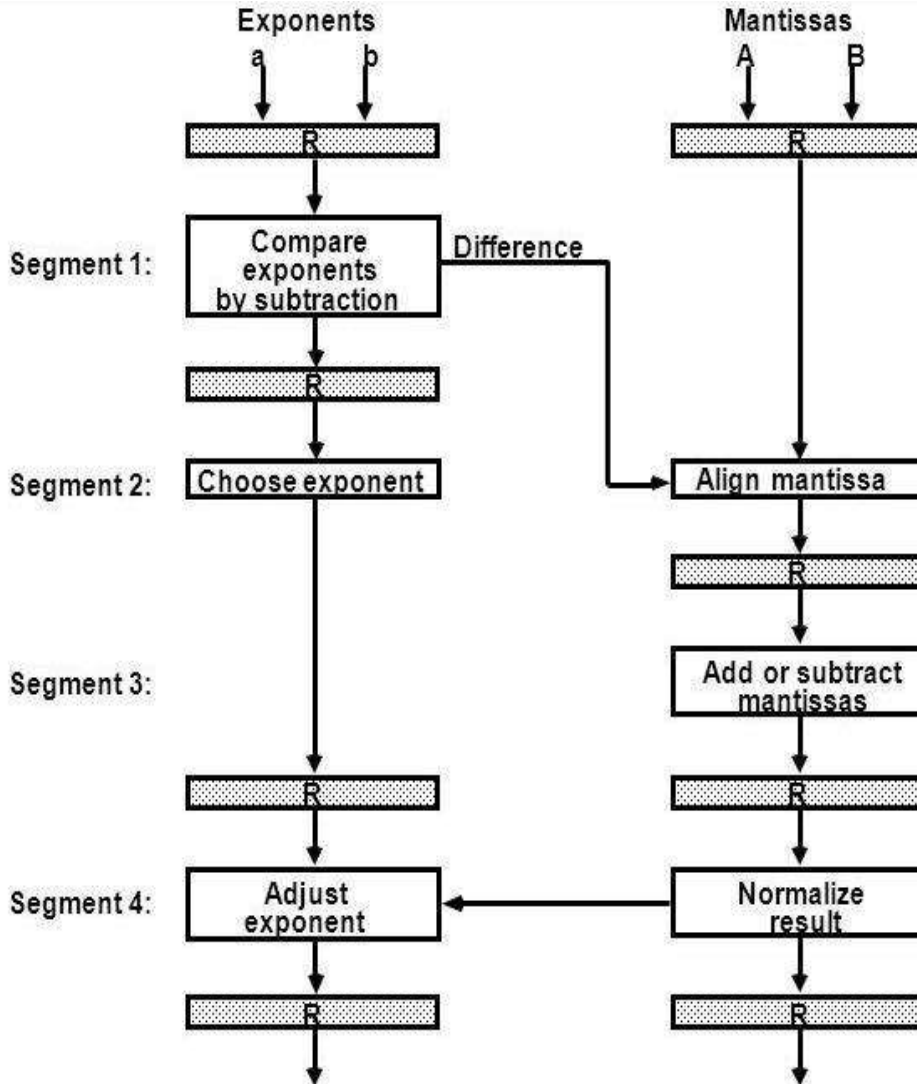 Exponents Mantissas
a b A B
R R
Segment 1:
Compare
exponents
by subtraction
Difference
R
Segment 2:
Choose exponent
Align mantissa
R
Segment 3:
Add or subtract
mantissas
R R
Segment 4:
Adjust
exponent
Normalize
result
R R